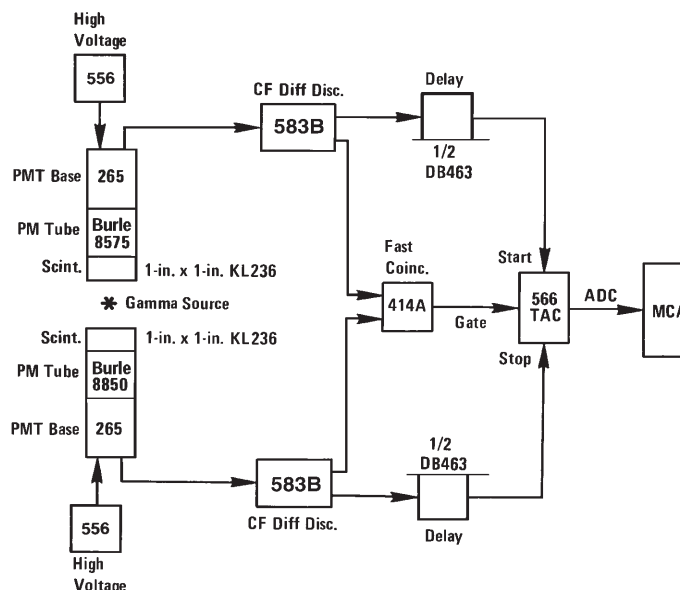 High
Voltage
556
PMT Base
265
PM Tube
Burle
8575
Scint.
1-in. x 1-in. KL236
Gamma Source
Scint.
1-in. x 1-in. KL236
PM Tube
Burle
8850
PMT Base
265
556
High
Voltage
CF Diff Disc.
583B
Delay
1/2
DB463
Fast
Coinc.
414A
Gate
Start
566
TAC
Stop
ADC
MCA
583B
CF Diff Disc.
1/2
DB463
Delay